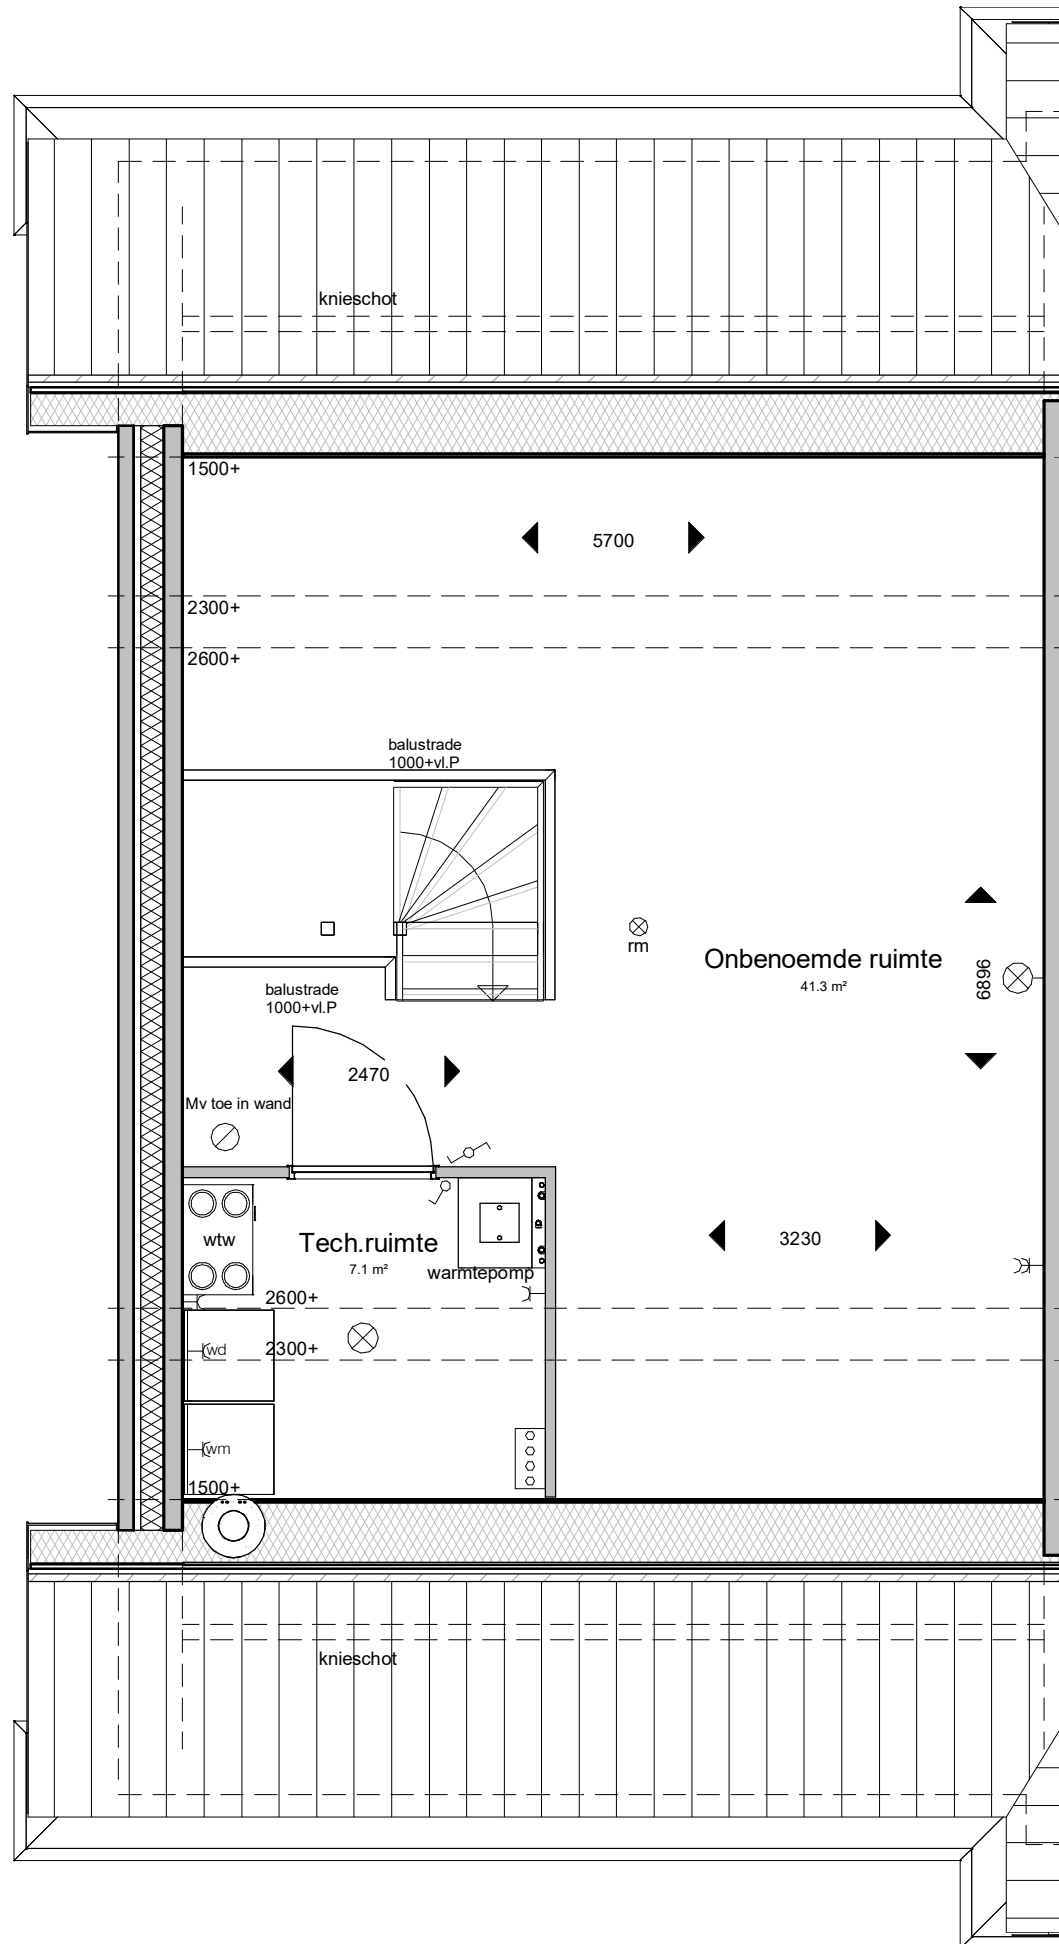 knieschot
1500+
5700
2300+
2600+
balustrade
1000+vl.P
rm
Onbenoemde ruimte
41.3 m²
6896
balustrade
1000+vl.P
2470
Mv toe in wand
wtw
Tech.ruimte
7.1 m²
3230
warmtepomp
2600+
wd
2300+
wm
1500+
knieschot